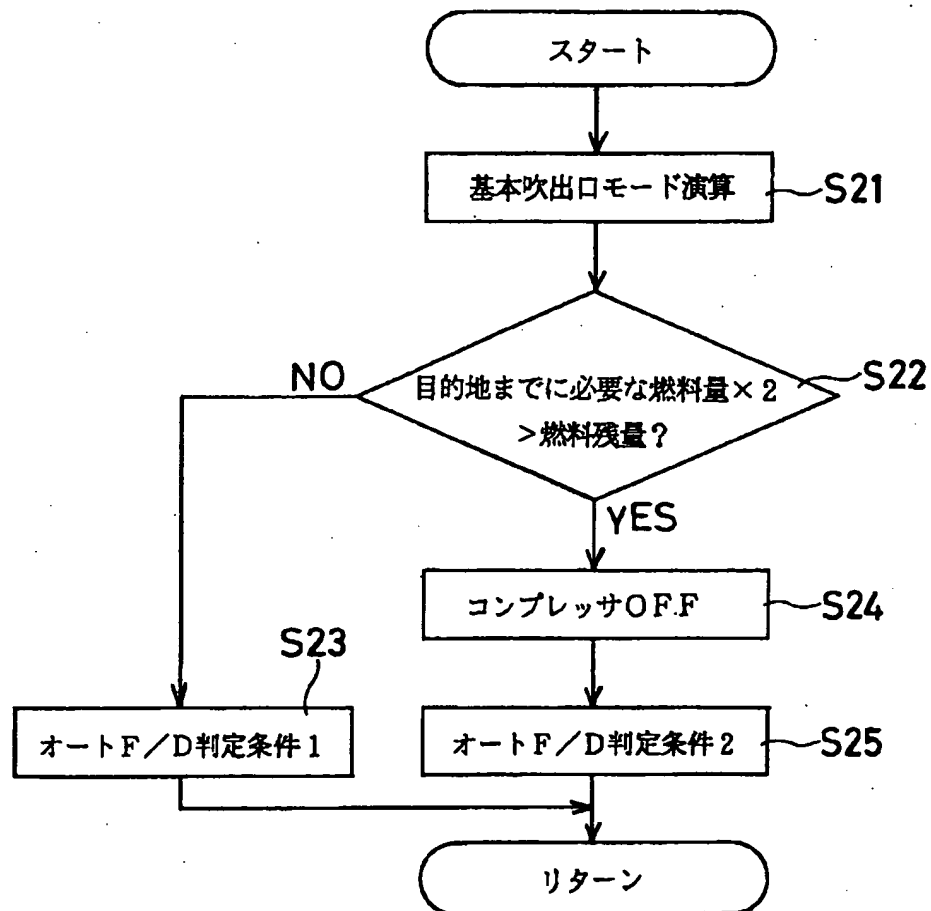 スタート
基本吹出口モード演算
S21
NO
目的地までに必要な燃料量×2
>燃料残量?
S22
YES
コンプレッサOF.F
S24
S23
オートF/D判定条件1
オートF/D判定条件2
S25
リターン